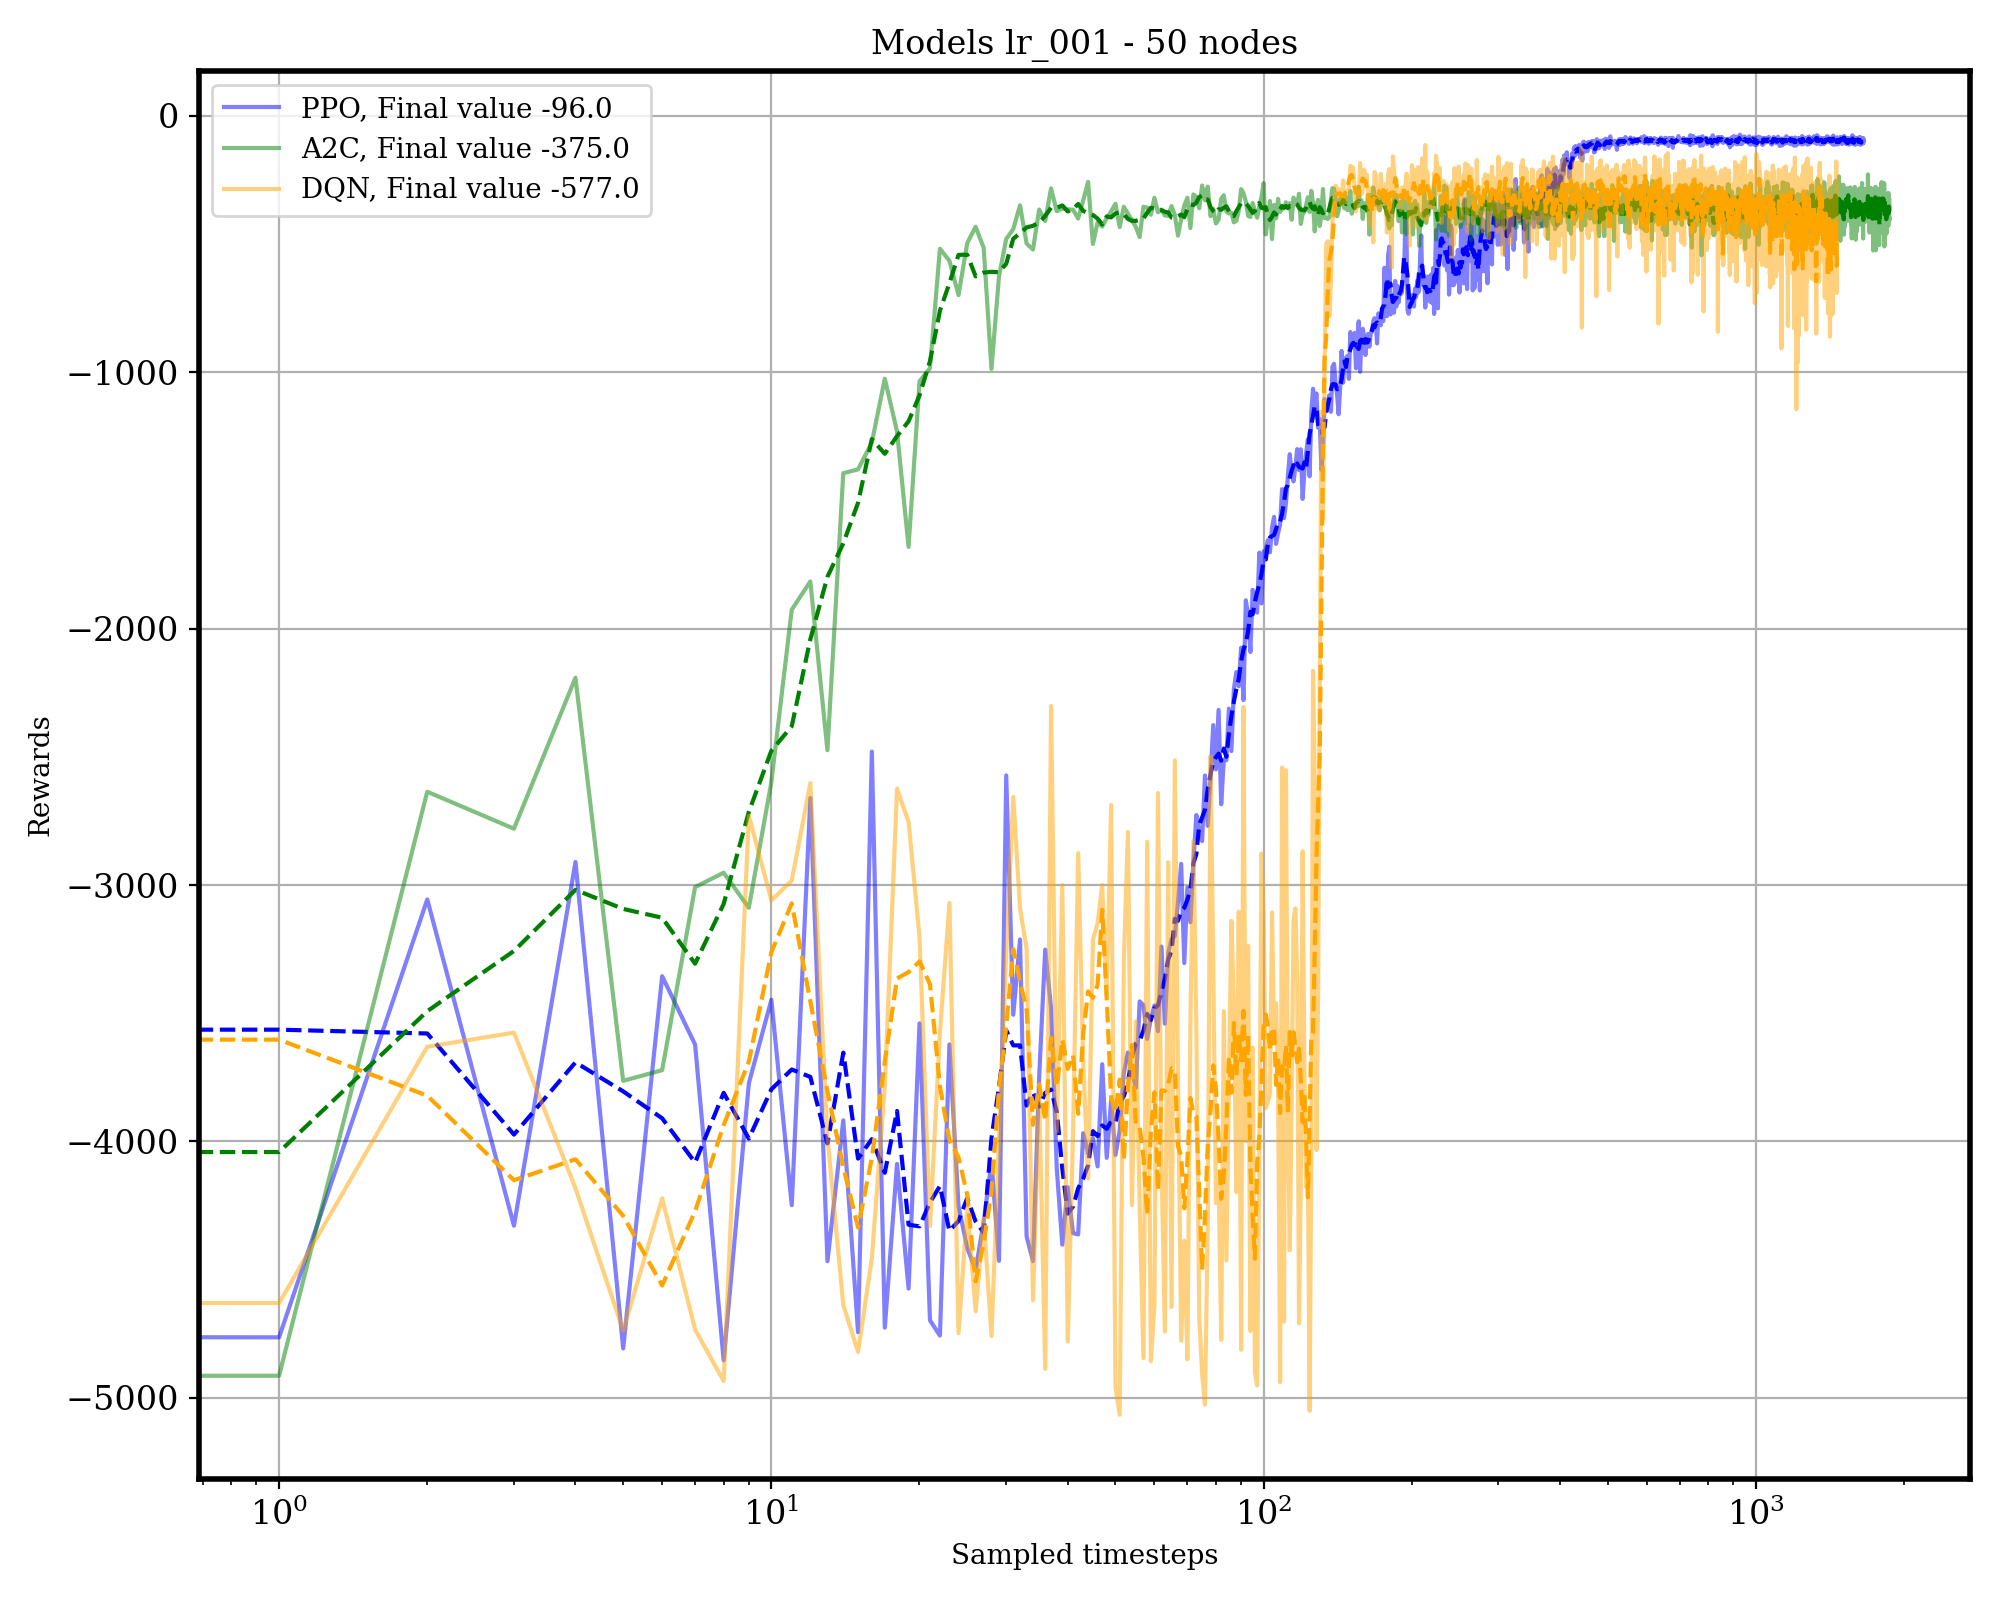 Models lr_001 - 50 nodes
PPO, Final value -96.0
A2C, Final value -375.0
DQN, Final value -577.0
0
−1000
−2000
−3000
−4000
−5000
Rewards
10⁰
10¹
10²
10³
Sampled timesteps